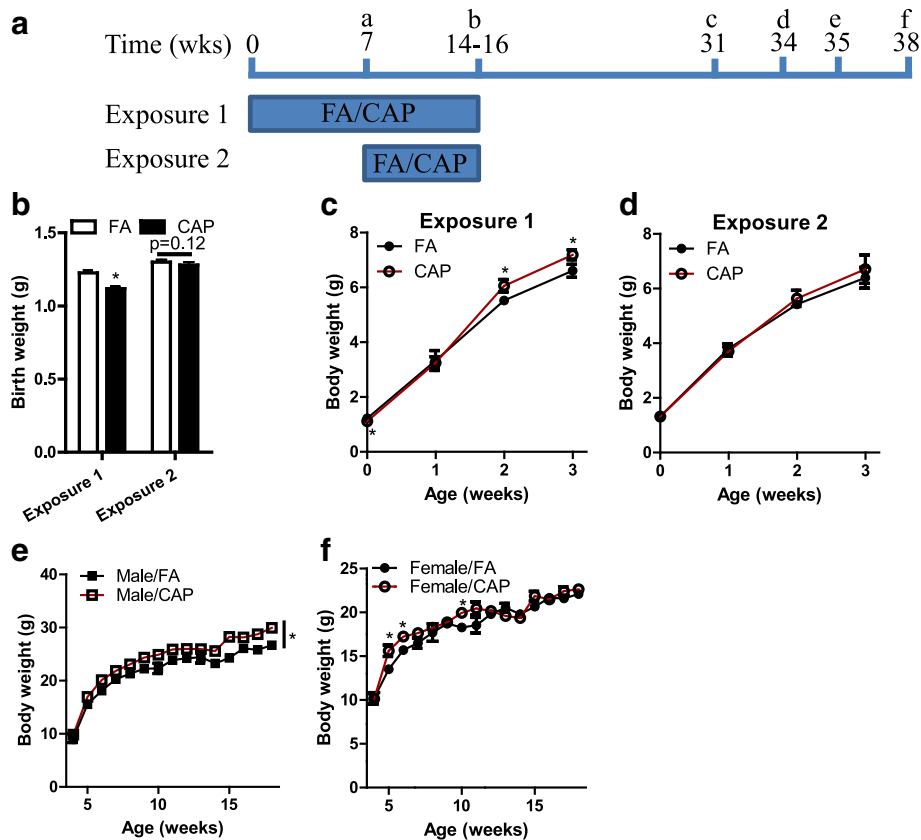 a
a b c d e f
Time (wks) 0 7 14-16 31 34 35 38
Exposure 1 FA/CAP
Exposure 2 FA/CAP
b
FA CAP
p=0.12
*
1.5
1.0
0.5
0.0
Birth weight (g)
Exposure 1 Exposure 2
c
Exposure 1
FA
CAP
* *
*
8
6
4
2
0
Body weight (g)
0 1 2 3
Age (weeks)
d
Exposure 2
FA
CAP
8
6
4
2
0
Body weight (g)
0 1 2 3
Age (weeks)
e
Male/FA
Male/CAP
*
40
30
20
10
0
Body weight (g)
5 10 15
Age (weeks)
f
Female/FA
Female/CAP
* * *
25
20
15
10
5
0
Body weight (g)
5 10 15
Age (weeks)